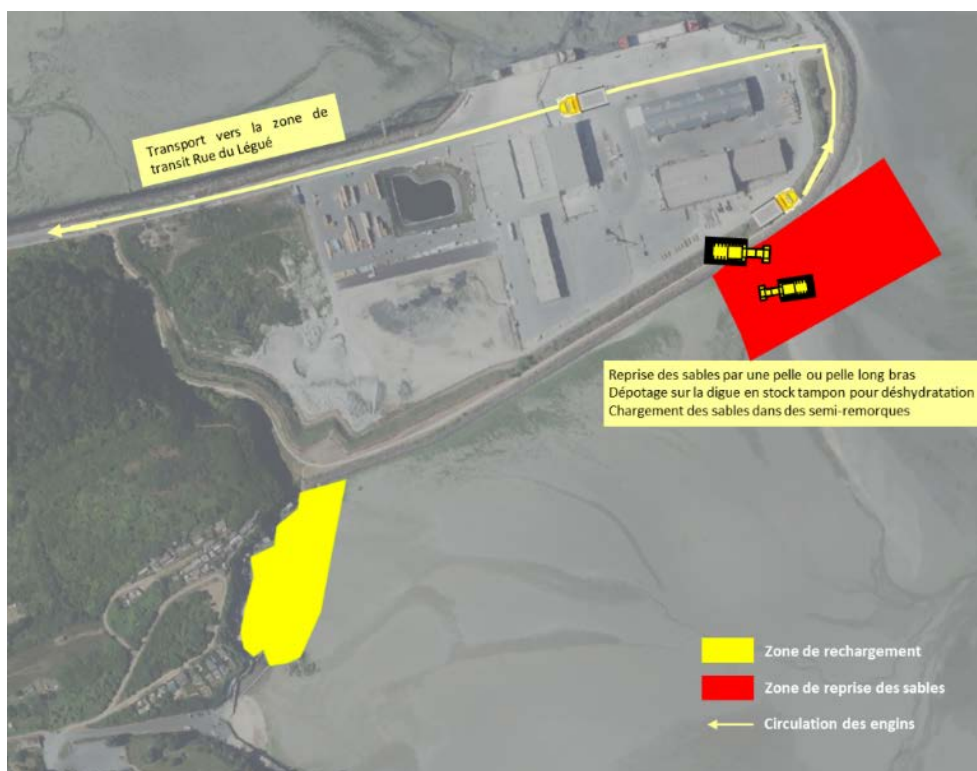 Transport vers la zone de
transit Rue du Légué
Reprise des sables par une pelle ou pelle long bras
Dépotage sur la digue en stock tampon pour déshydratation
Chargement des sables dans des semi-remorques
Zone de rechargement
Zone de reprise des sables
Circulation des engins